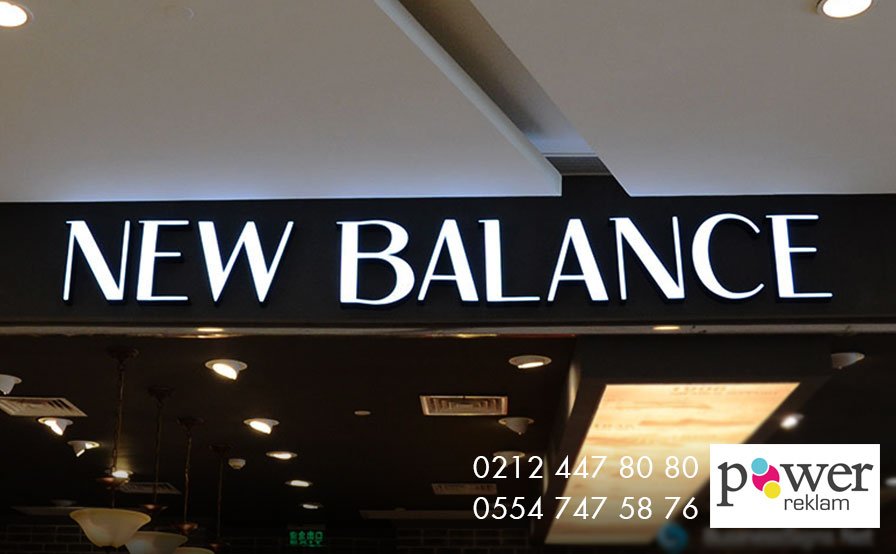 NEW BALANCE
0212 447 80 80
0554 747 58 76
power
reklam